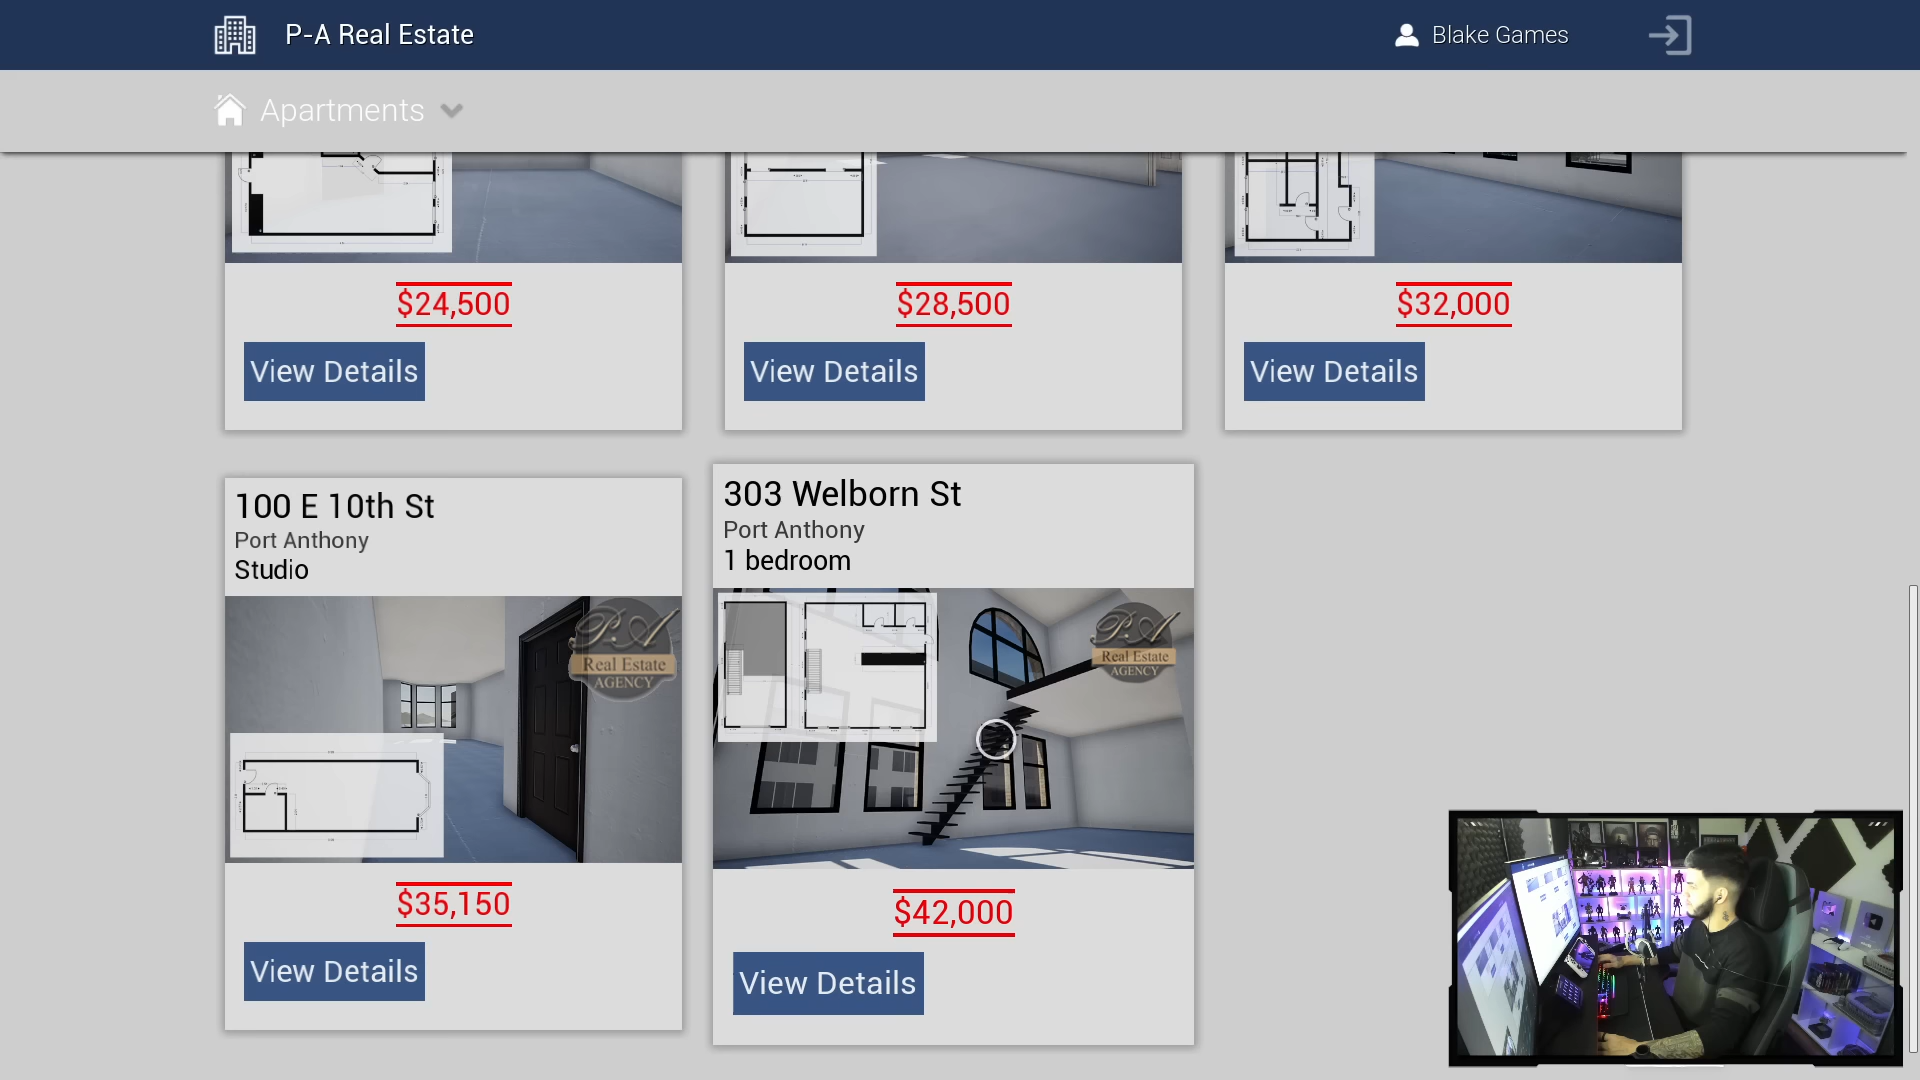 P-A Real Estate
Blake Games
Apartments
$24,500
$28,500
$32,000
View Details
View Details
View Details
100 E 10th St
Port Anthony
Studio
P.A
Real Estate
AGENCY
$35,150
View Details
303 Welborn St
Port Anthony
1 bedroom
P.A
Real Estate
AGENCY
$42,000
View Details